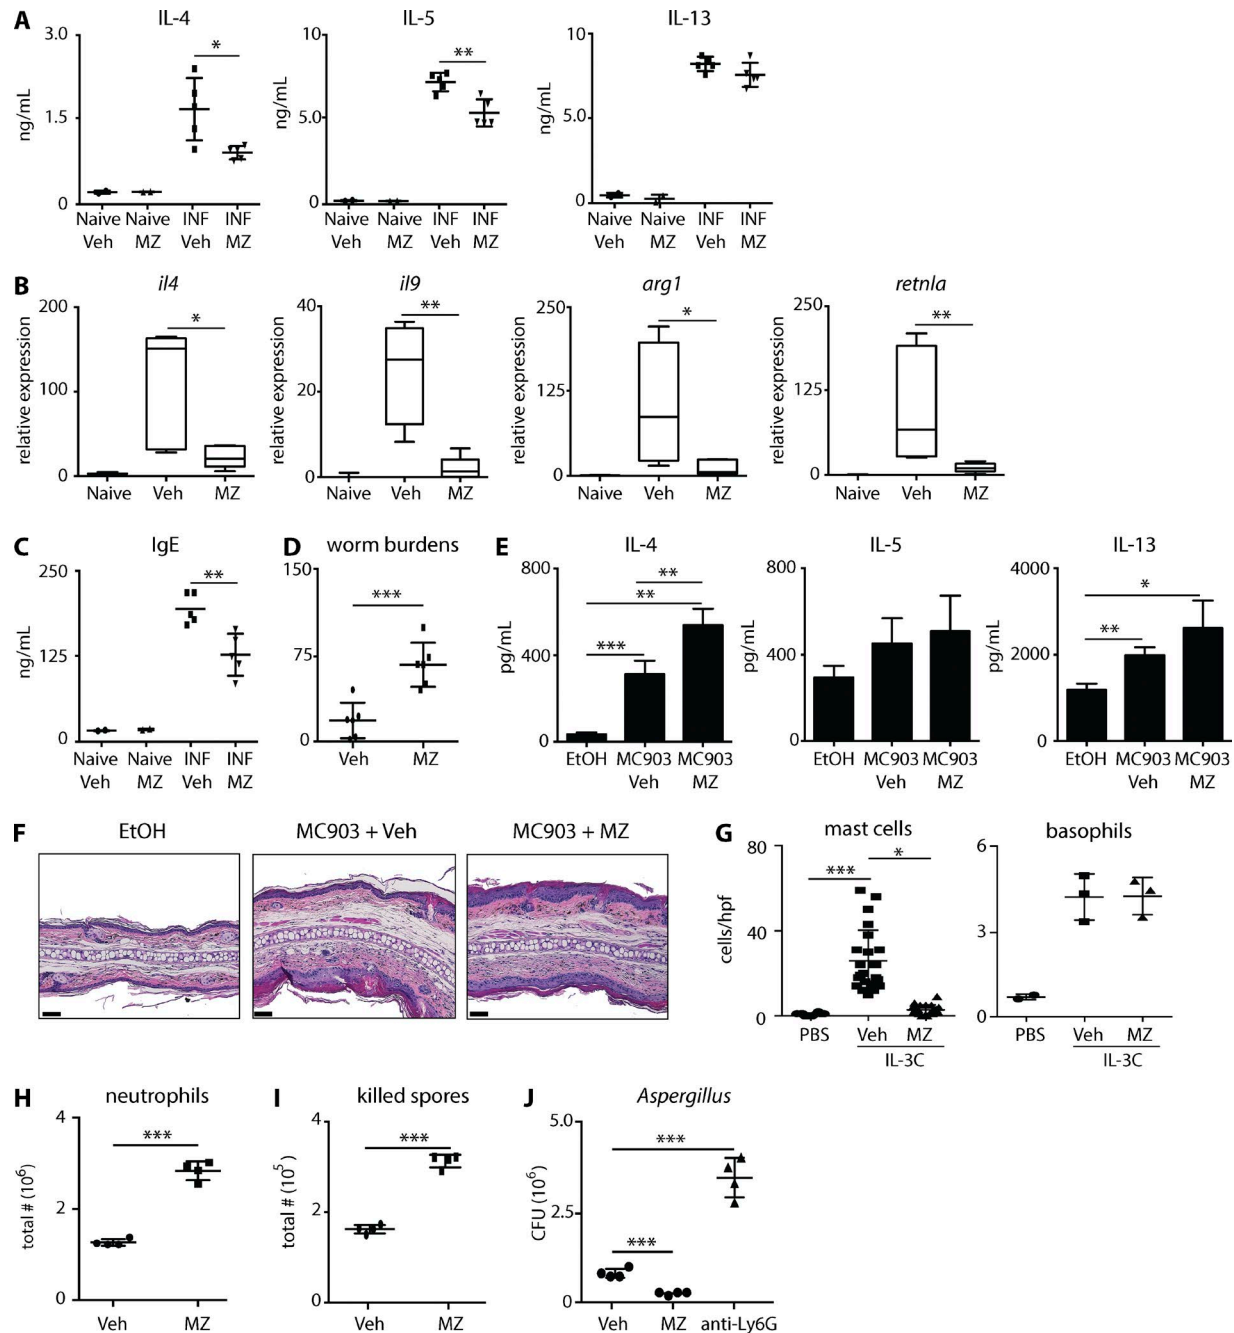 A
IL-4
IL-5
IL-13
3.0
1.5
0
ng/mL
*
Naive Naive INF INF
Veh MZ Veh MZ
10
5.0
0
ng/mL
**
Naive Naive INF INF
Veh MZ Veh MZ
10
5.0
0
ng/mL
Naive Naive INF INF
Veh MZ Veh MZ
B
il4
il9
arg1
retnla
200
100
0
relative expression
*
Naive Veh MZ
40
20
0
relative expression
**
Naive Veh MZ
250
125
0
relative expression
*
Naive Veh MZ
250
125
0
relative expression
**
Naive Veh MZ
C
IgE
250
125
0
ng/mL
**
Naive Naive INF INF
Veh MZ Veh MZ
D
worm burdens
150
75
0
***
Veh MZ
E
IL-4
800
400
0
pg/mL
**
**
***
EtOH MC903 MC903
Veh MZ
IL-5
800
400
0
pg/mL
EtOH MC903 MC903
Veh MZ
IL-13
4000
2000
0
pg/mL
*
**
EtOH MC903 MC903
Veh MZ
F
EtOH
MC903 + Veh
MC903 + MZ
G
mast cells
80
40
0
cells/hpf
***
*
PBS Veh MZ
IL-3C
basophils
6
3
0
PBS Veh MZ
IL-3C
H
neutrophils
4
2
0
total # (10⁶)
***
Veh MZ
I
killed spores
4
2
0
total # (10⁵)
***
Veh MZ
J
Aspergillus
5.0
2.5
0
CFU (10⁶)
***
***
Veh MZ anti-Ly6G